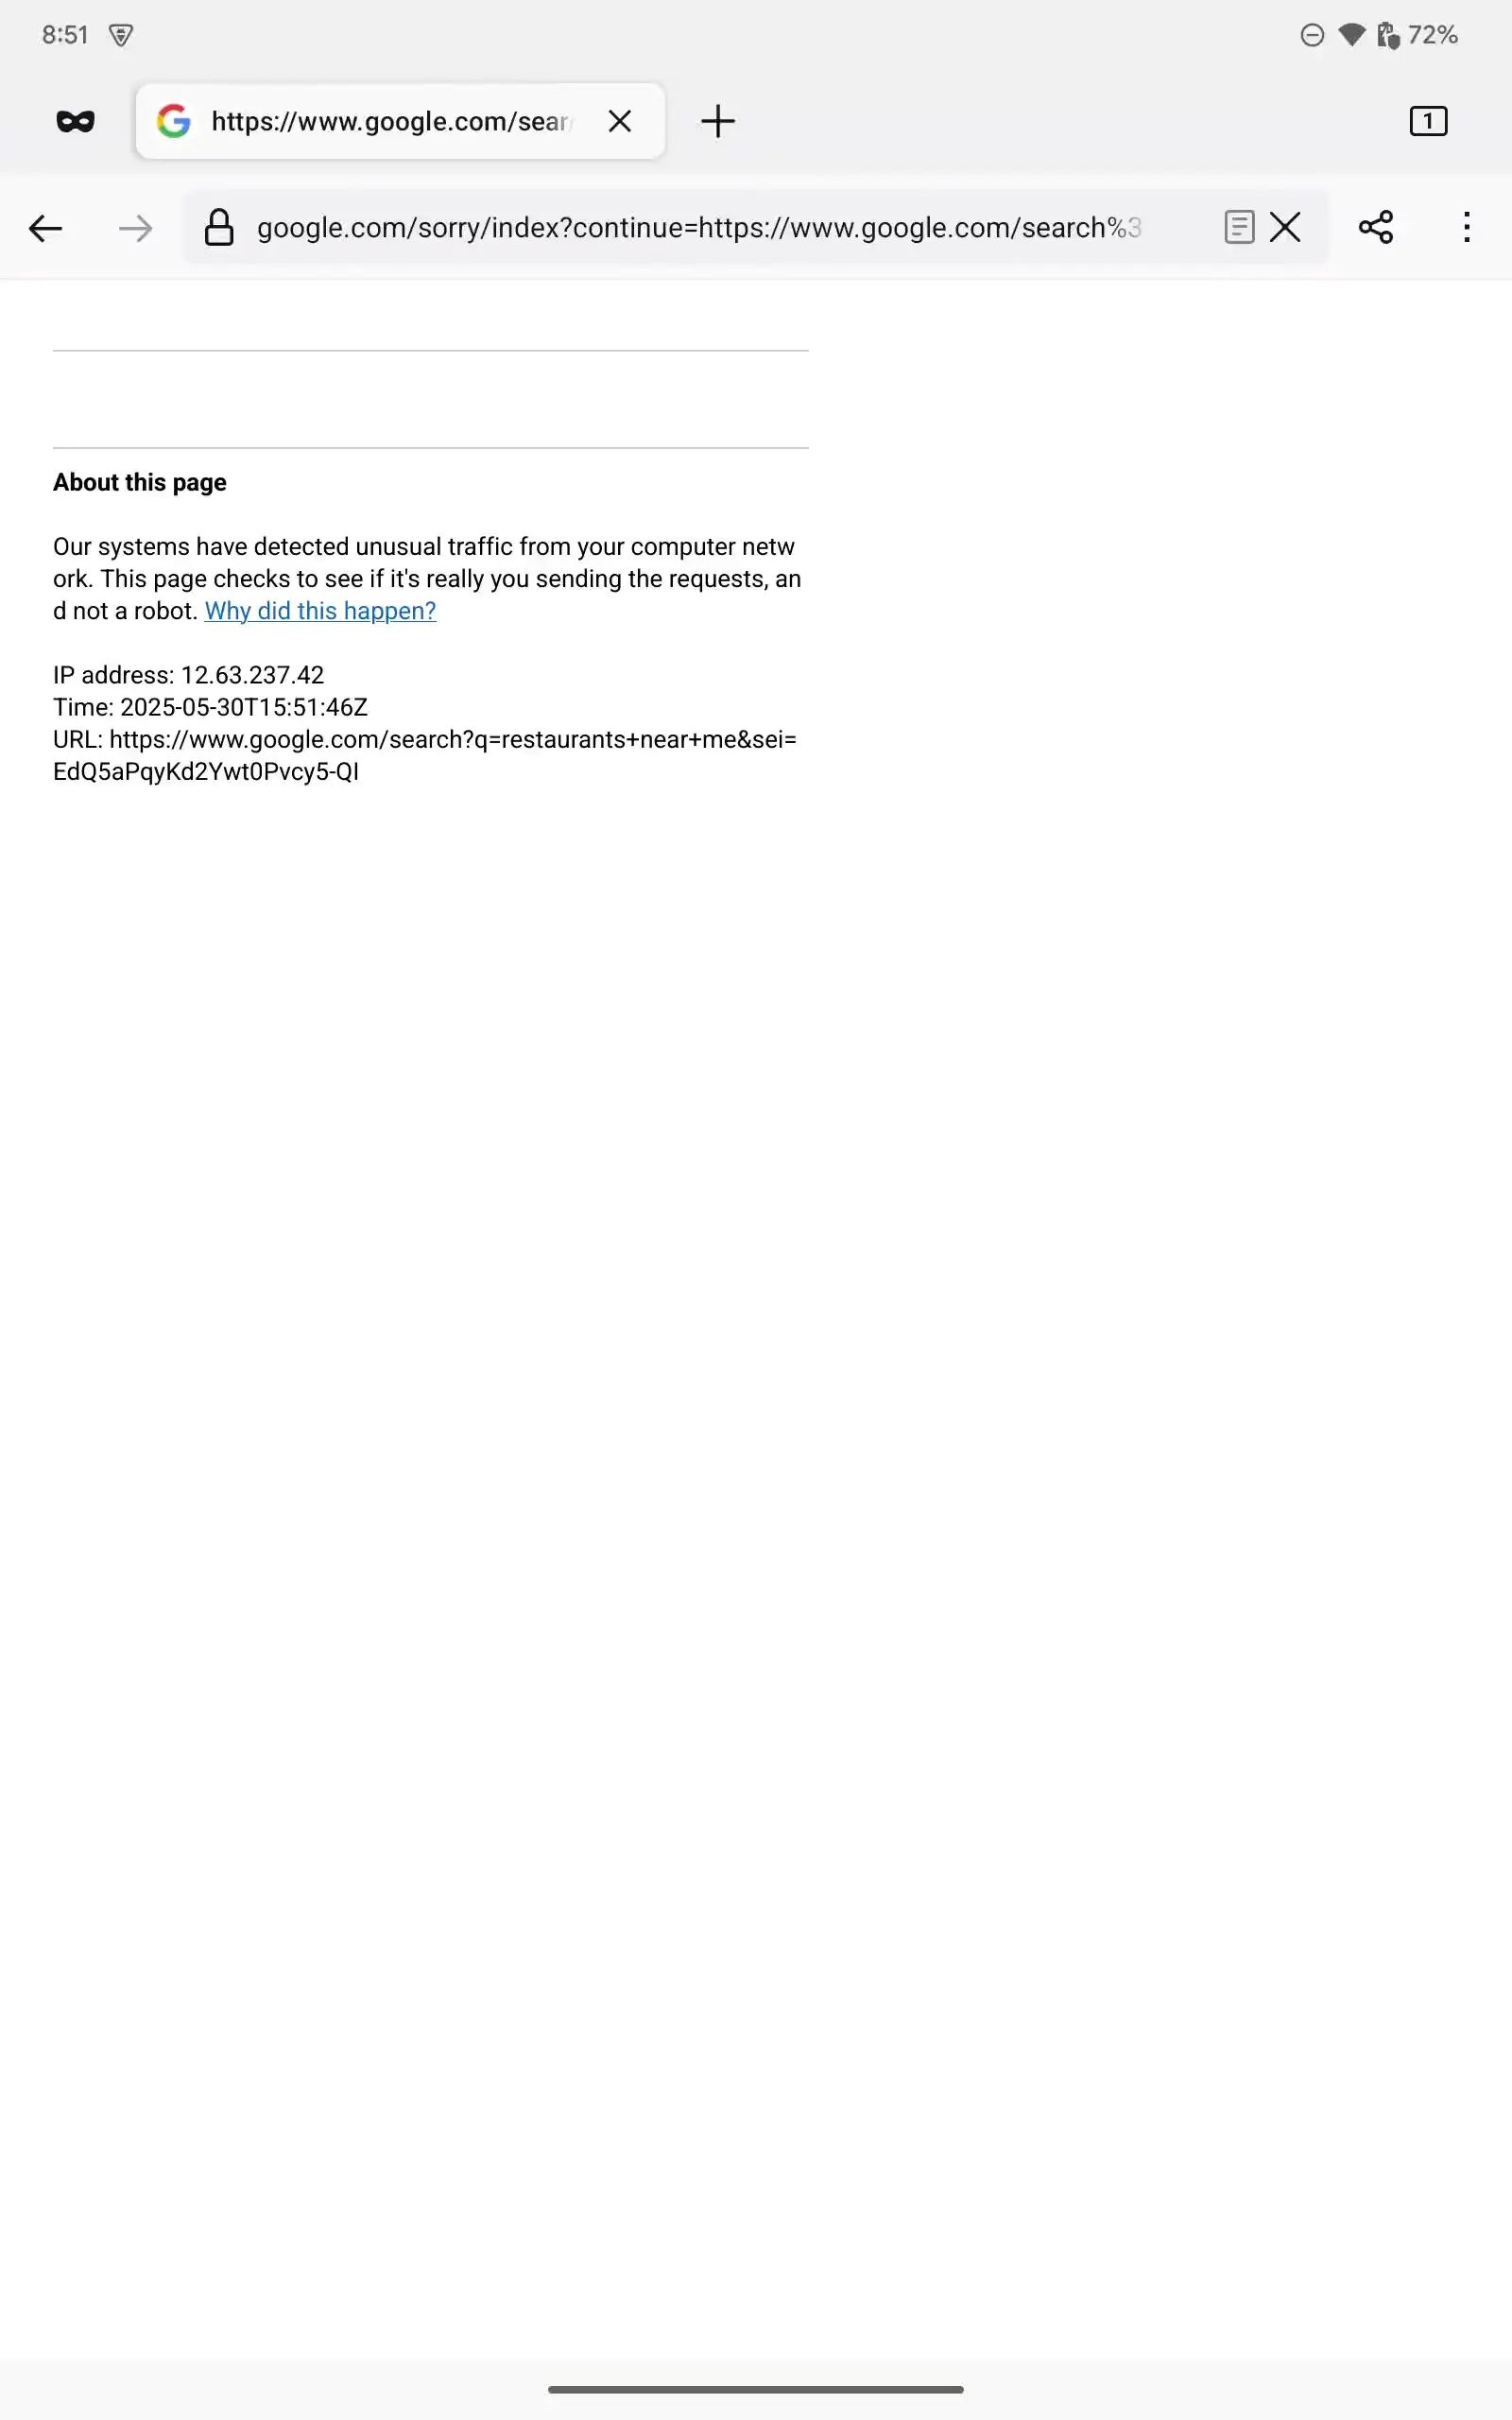 8:51
72%
https://www.google.com/sear
1
google.com/sorry/index?continue=https://www.google.com/search%3
About this page
Our systems have detected unusual traffic from your computer netw
ork. This page checks to see if it's really you sending the requests, an
d not a robot. Why did this happen?
IP address: 12.63.237.42
Time: 2025-05-30T15:51:46Z
URL: https://www.google.com/search?q=restaurants+near+me&sei=
EdQ5aPqyKd2Ywt0Pvcy5-QI